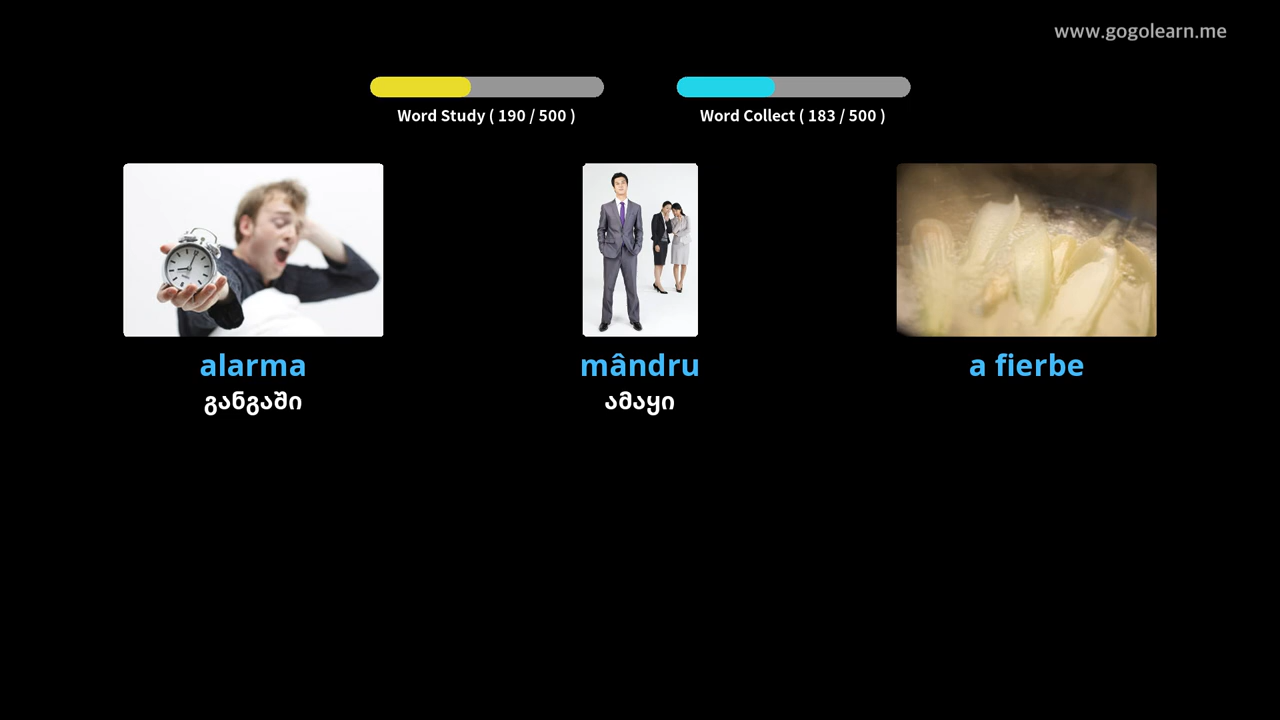 www.gogolearn.me
Word Study ( 190 / 500 )
Word Collect ( 183 / 500 )
alarma
mândru
a fierbe
განგაში
ამაყი